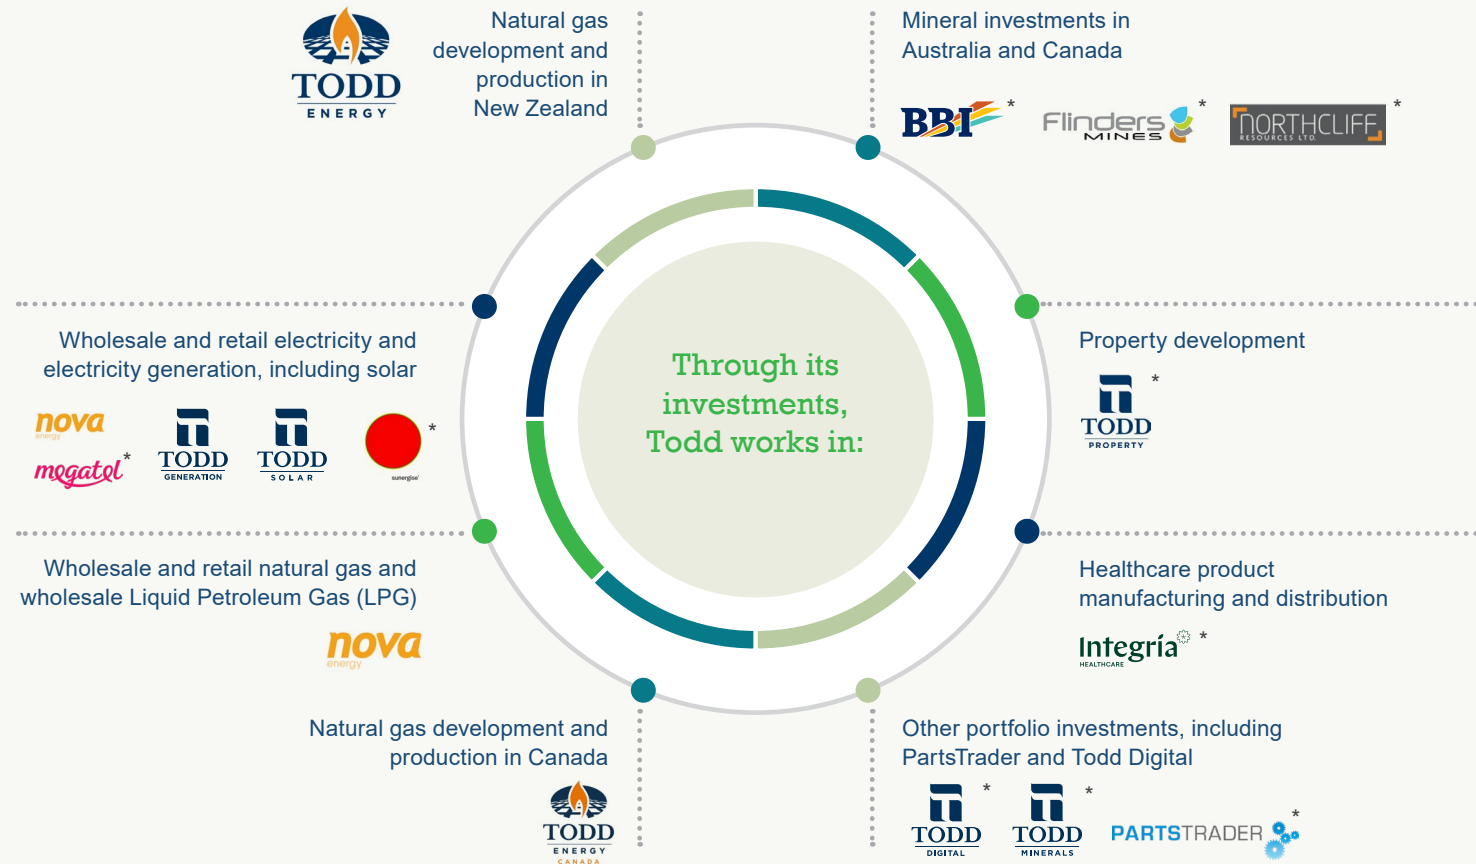 TODD
ENERGY
Natural gas
development and
production in
New Zealand
Mineral investments in
Australia and Canada
BBI *
Flinders
MINES *
NORTHCLIFF
RESOURCES LTD. *
Wholesale and retail electricity and
electricity generation, including solar
nova
energy
megatel *
TODD
GENERATION
TODD
SOLAR
sunergise *
Through its
investments,
Todd works in:
Property development
TODD
PROPERTY *
Wholesale and retail natural gas and
wholesale Liquid Petroleum Gas (LPG)
nova
energy
Healthcare product
manufacturing and distribution
Integría *
HEALTHCARE
Natural gas development and
production in Canada
TODD
ENERGY
CANADA
Other portfolio investments, including
PartsTrader and Todd Digital
TODD
DIGITAL *
TODD
MINERALS *
PARTSTRADER *